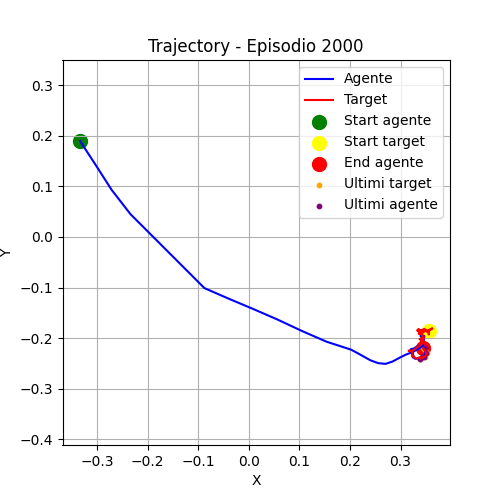 Trajectory - Episodio 2000
Agente
Target
Start agente
Start target
End agente
Ultimi target
Ultimi agente
0.3
0.2
0.1
0.0
−0.1
−0.2
−0.3
−0.4
Y
−0.3
−0.2
−0.1
0.0
0.1
0.2
0.3
X